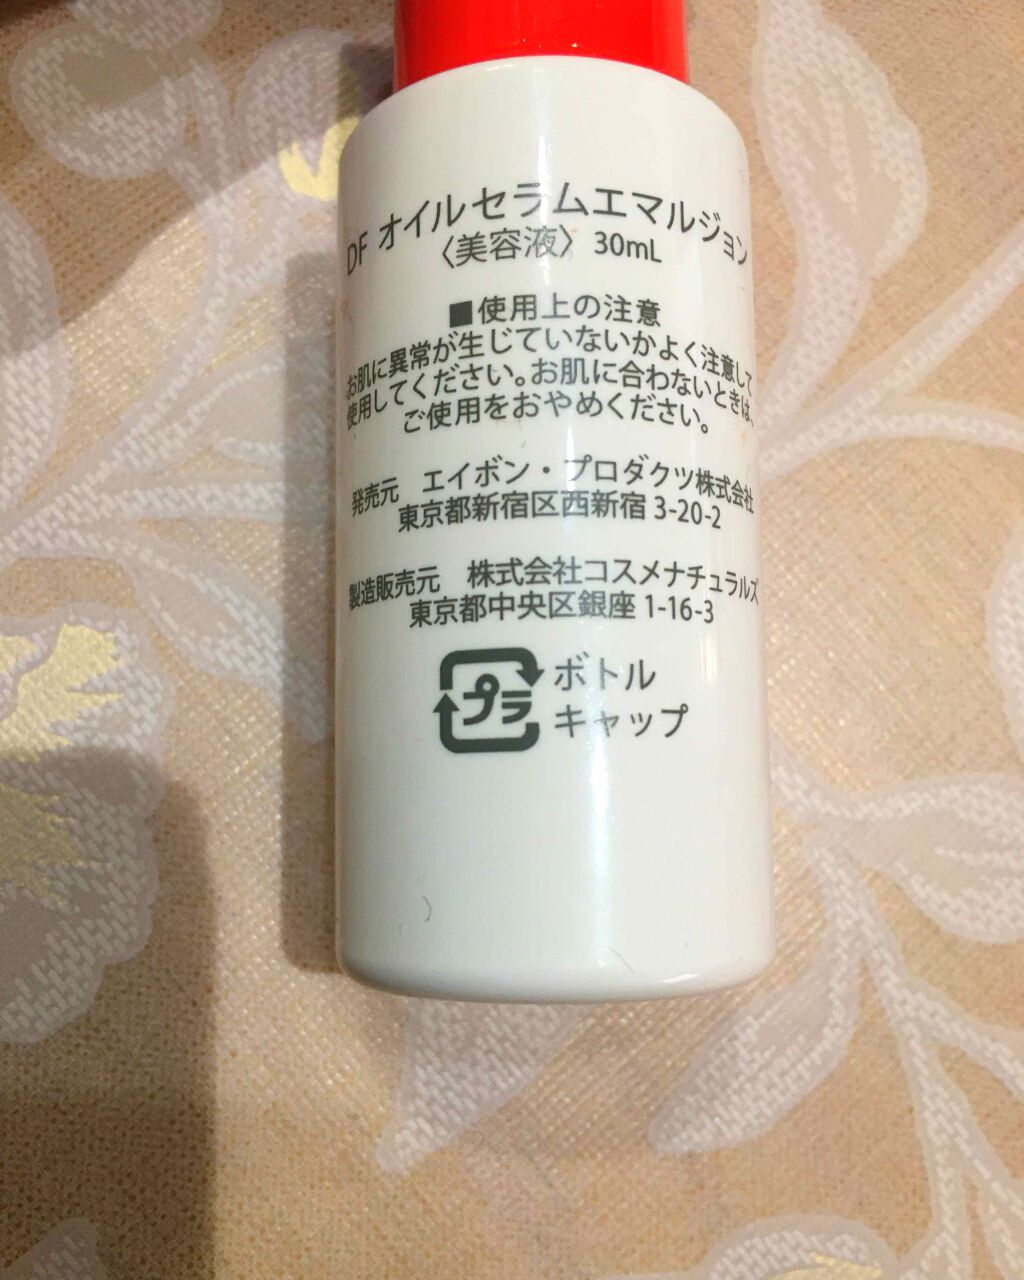 DF オイルセラムエマルジョン
〈美容液〉 30mL
■使用上の注意
お肌に異常が生じていないかよく注意して
使用してください。お肌に合わないときは、
ご使用をおやめください。
発売元　エイボン・プロダクツ株式会社
東京都新宿区西新宿 3-20-2
製造販売元　株式会社コスメナチュラルズ
東京都中央区銀座 1-16-3
プラ ボトル
キャップ